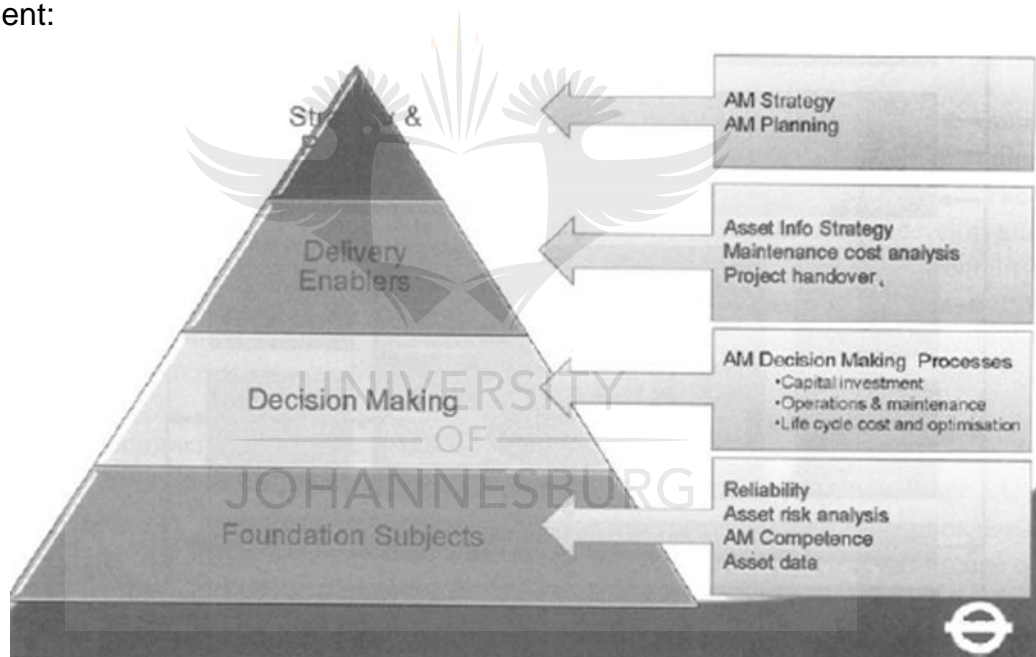 ent:
&
AM Strategy
AM Planning
Delivery
Enablers
Asset Info Strategy
Maintenance cost analysis
Project handover
Decision Making
AM Decision Making Processes
•Capital investment
•Operations & maintenance
•Life cycle cost and optimisation
Foundation Subjects
Reliability
Asset risk analysis
AM Competence
Asset data
UNIVERSITY
OF
JOHANNESBURG